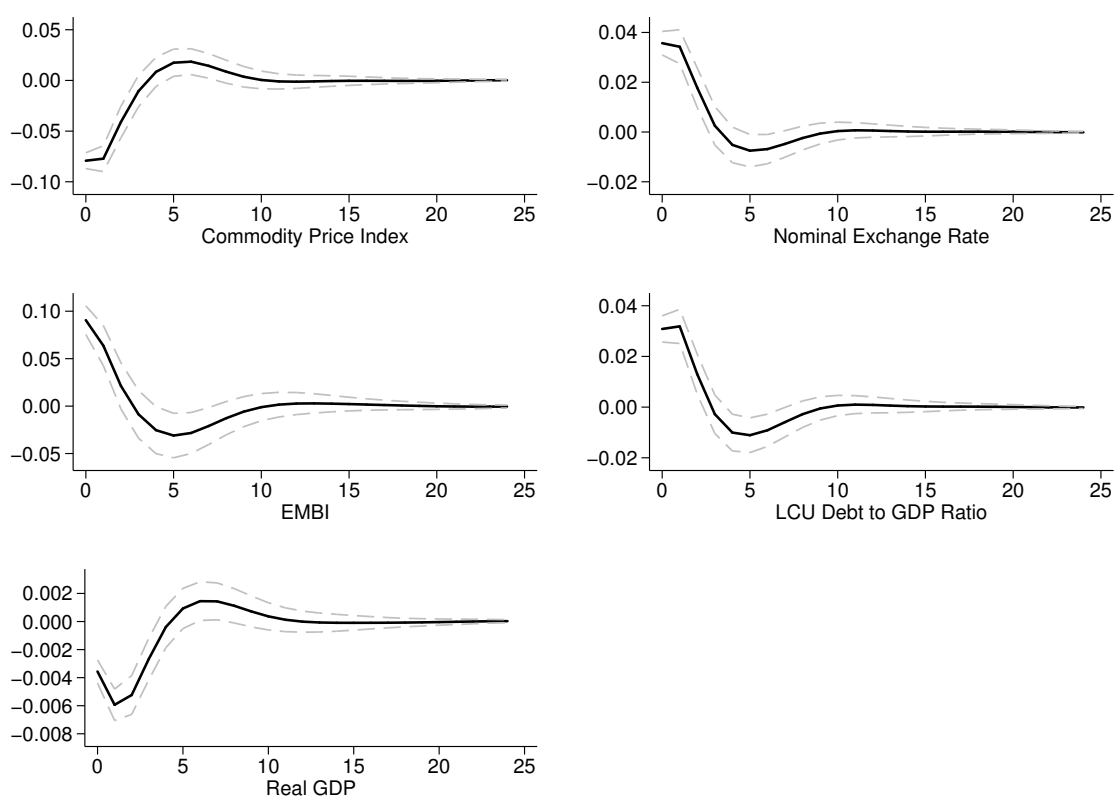 0.05
0.00
−0.05
−0.10
0 5 10 15 20 25
Commodity Price Index
0.04
0.02
0.00
−0.02
0 5 10 15 20 25
Nominal Exchange Rate
0.10
0.05
0.00
−0.05
0 5 10 15 20 25
EMBI
0.04
0.02
0.00
−0.02
0 5 10 15 20 25
LCU Debt to GDP Ratio
0.002
0.000
−0.002
−0.004
−0.006
−0.008
0 5 10 15 20 25
Real GDP